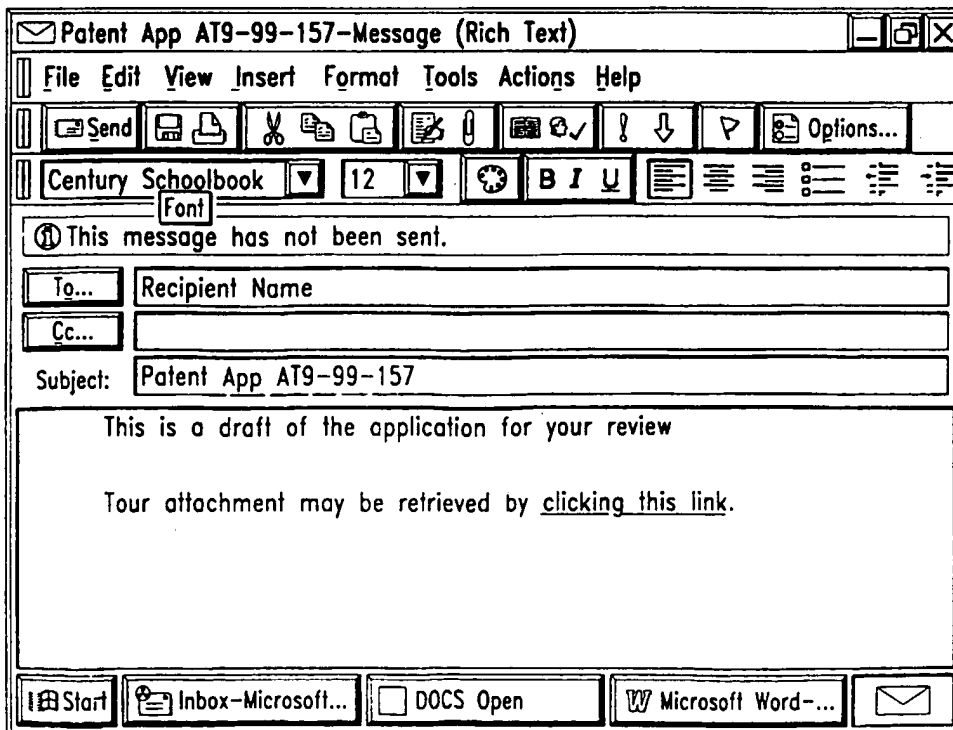 Patent App AT9-99-157-Message (Rich Text)
File Edit View Insert Format Tools Actions Help
Send Options...
Century Schoolbook 12 B I U
Font
This message has not been sent.
To... Recipient Name
Cc...
Subject: Patent App AT9-99-157
This is a draft of the application for your review
Tour attachment may be retrieved by clicking this link.
Start Inbox-Microsoft... DOCS Open W Microsoft Word-...